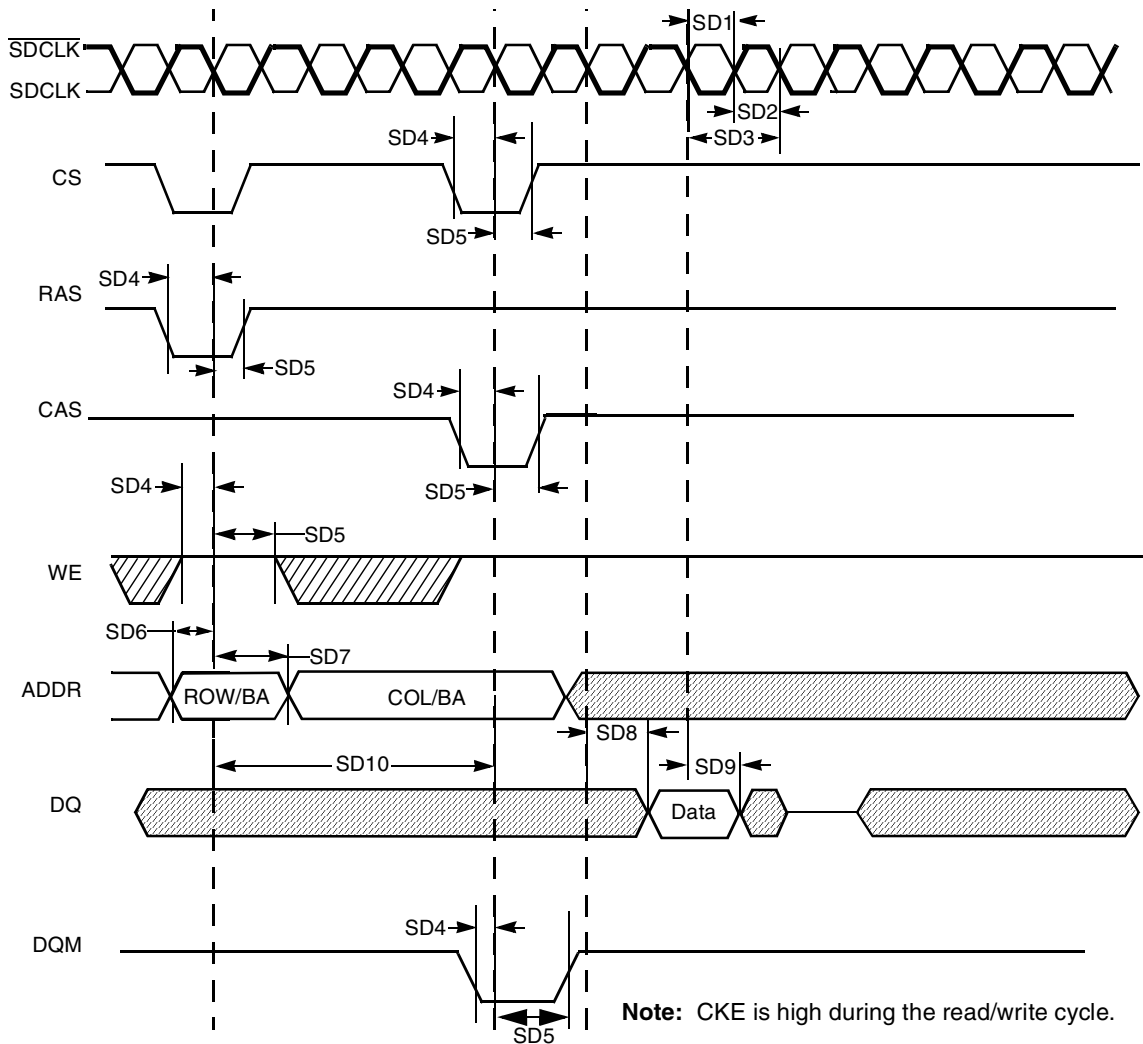 SD1
SDCLK
SDCLK
SD2
SD4
SD3
CS
SD5
SD4
RAS
SD5
SD4
CAS
SD4
SD5
SD5
WE
SD6
SD7
ADDR
ROW/BA
COL/BA
SD8
SD10
SD9
DQ
Data
SD4
DQM
Note: CKE is high during the read/write cycle.
SD5